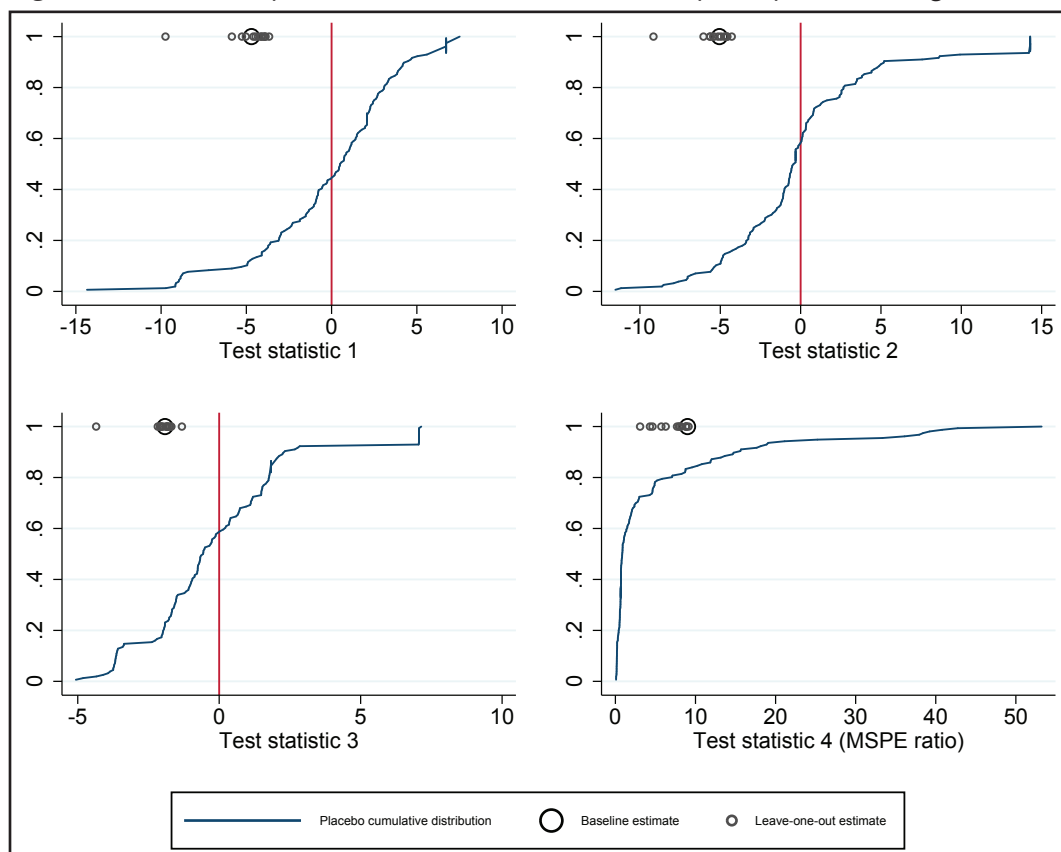 1
.8
.6
.4
.2
0
-15 -10 -5 0 5 10
Test statistic 1
1
.8
.6
.4
.2
0
-10 -5 0 5 10 15
Test statistic 2
1
.8
.6
.4
.2
0
-5 0 5 10
Test statistic 3
1
.8
.6
.4
.2
0
0 10 20 30 40 50
Test statistic 4 (MSPE ratio)
Placebo cumulative distribution Baseline estimate Leave-one-out estimate